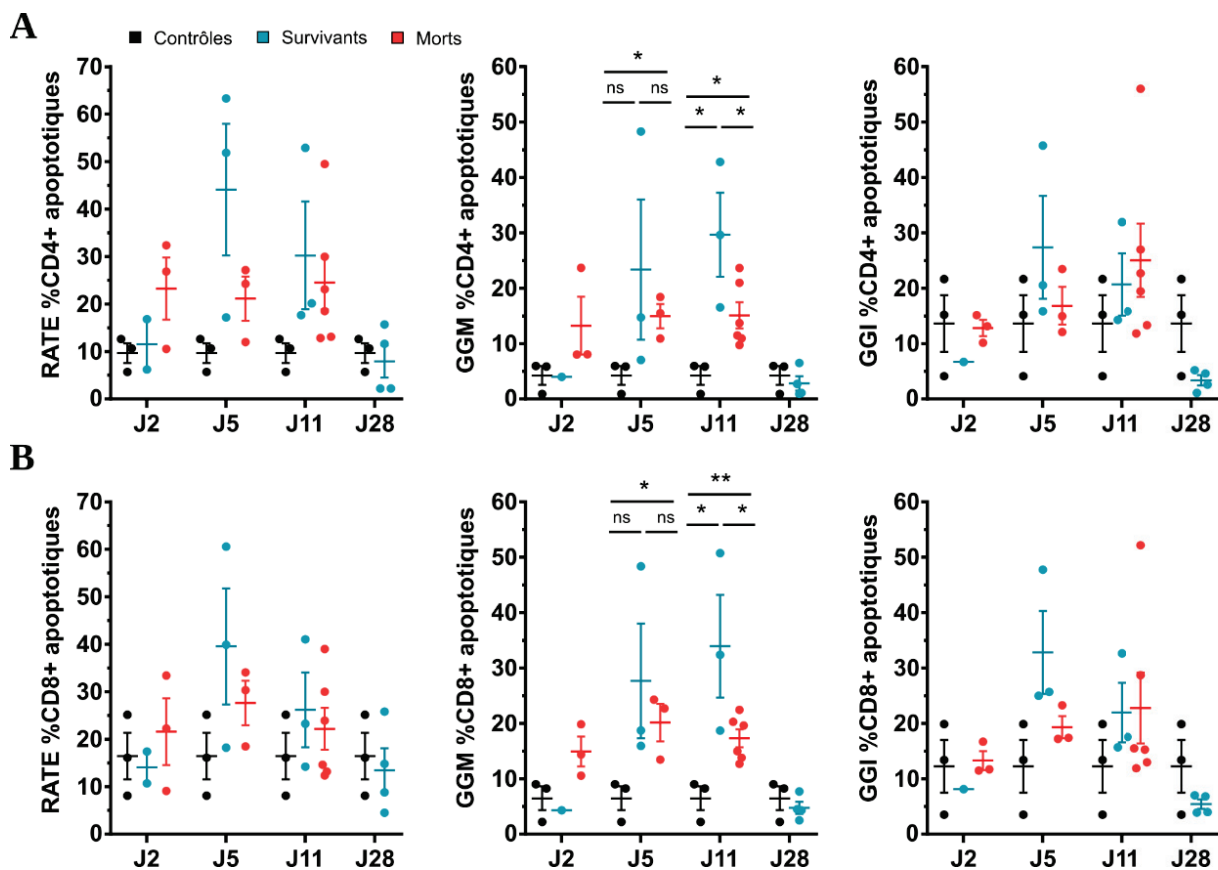 A
Contrôles Survivants Morts
RATE %CD4+ apoptotiques
70
60
50
40
30
20
10
0
J2 J5 J11 J28
GGM %CD4+ apoptotiques
60
50
40
30
20
10
0
* *
ns ns * *
J2 J5 J11 J28
GGI %CD4+ apoptotiques
60
50
40
30
20
10
0
J2 J5 J11 J28
B
RATE %CD8+ apoptotiques
70
60
50
40
30
20
10
0
J2 J5 J11 J28
GGM %CD8+ apoptotiques
60
50
40
30
20
10
0
* **
ns ns * *
J2 J5 J11 J28
GGI %CD8+ apoptotiques
60
50
40
30
20
10
0
J2 J5 J11 J28